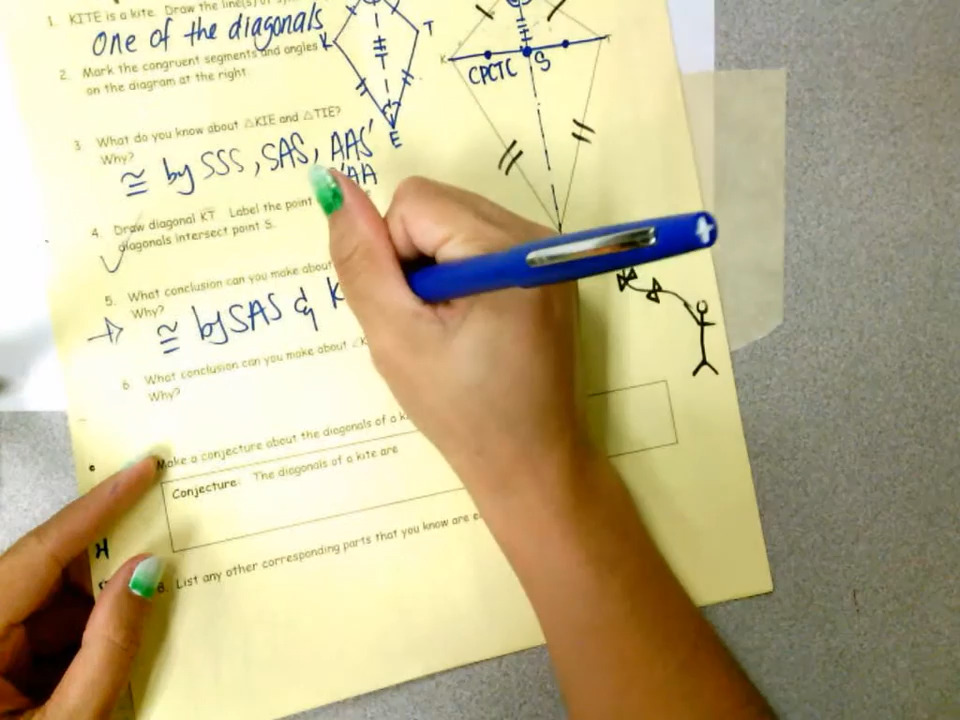 1. KITE is a kite. Draw the line(s) of
One of the diagonals
K T
E
K
CPCTC S
2. Mark the congruent segments and angles
on the diagram at the right.
3 What do you know about △KIE and △TIE?
Why?
≅ by SSS, SAS, AAS
AA
4. Draw diagonal KT. Label the point
diagonals intersect point S.
5. What conclusion can you make about
Why?
≅ by SAS & K
6 What conclusion can you make about ∠K
Why?
Make a conjecture about the diagonals of a k
Conjecture: The diagonals of a kite are
8. List any other corresponding parts that you know are